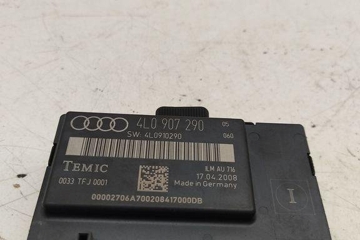 4L0 907 290 05
SW: 4L0910290 060
TEMIC
0033 TFJ 0001
ILM AU 716
17.04.2008
Made in Germany
00002706A700208417000DB
I